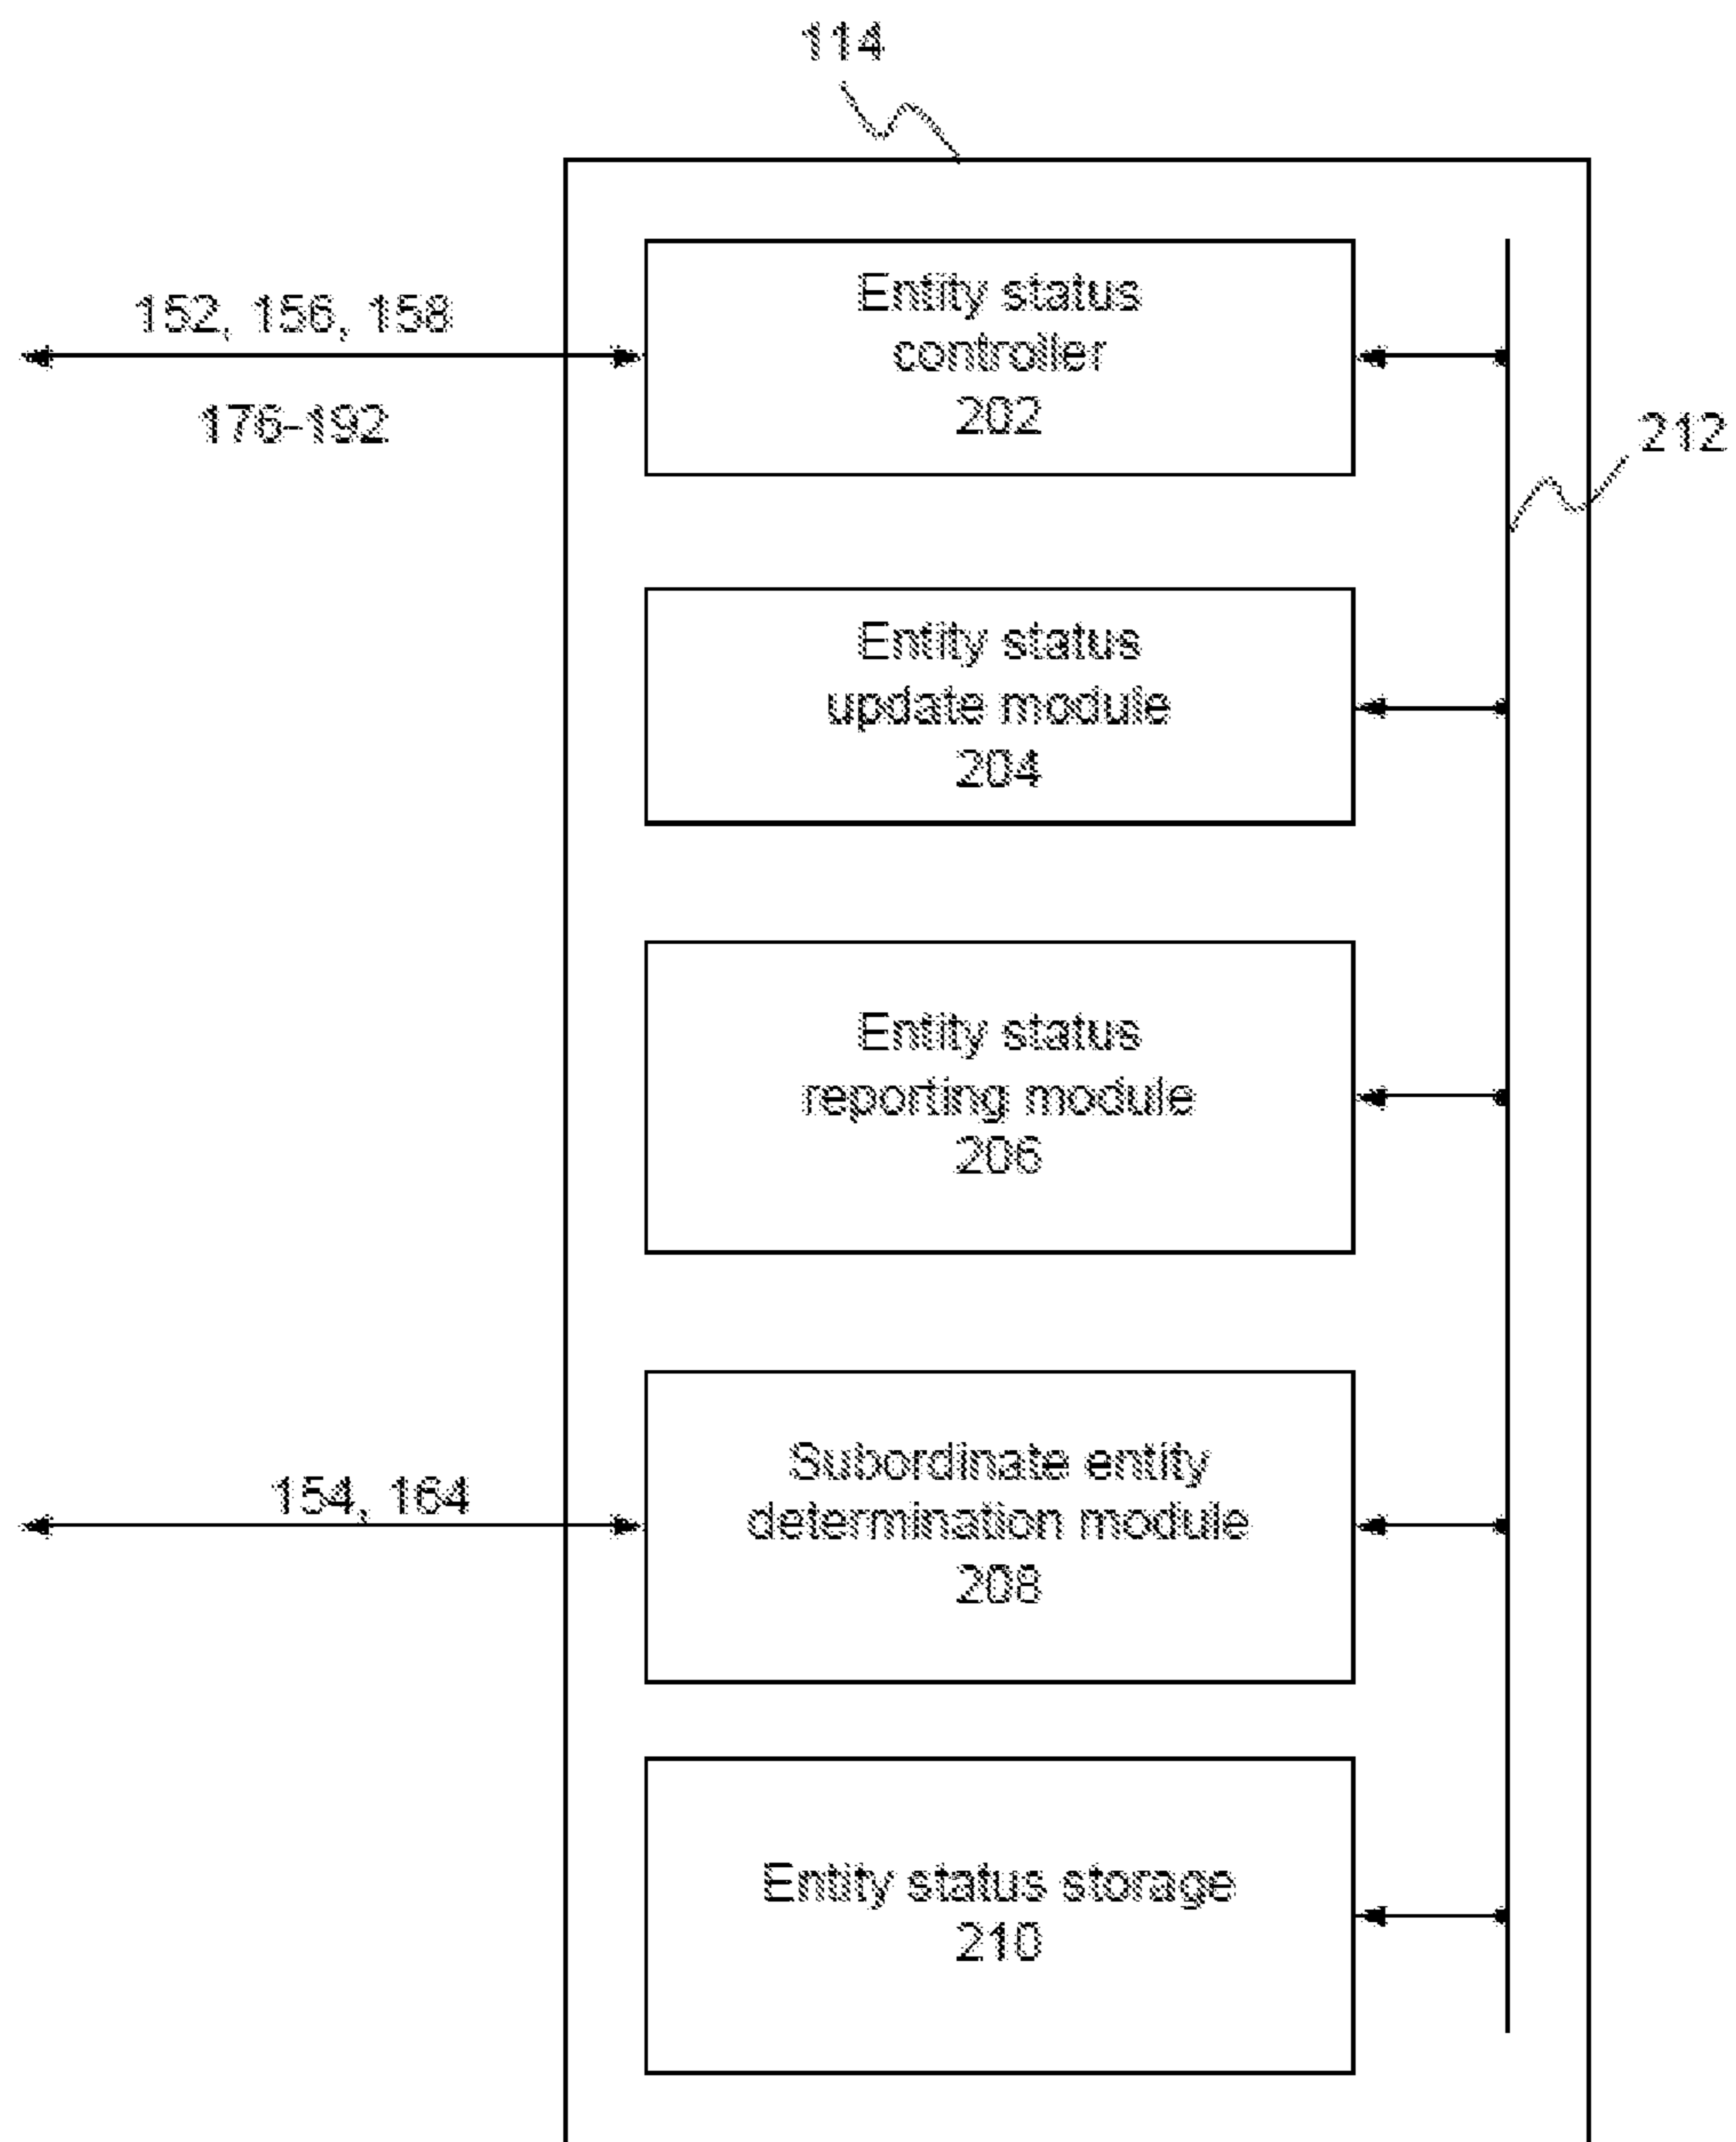 114
Entity status
controller
202
152, 156, 158
176-192
212
Entity status
update module
204
Entity status
reporting module
206
Subordinate entity
determination module
208
154, 164
Entity status storage
210